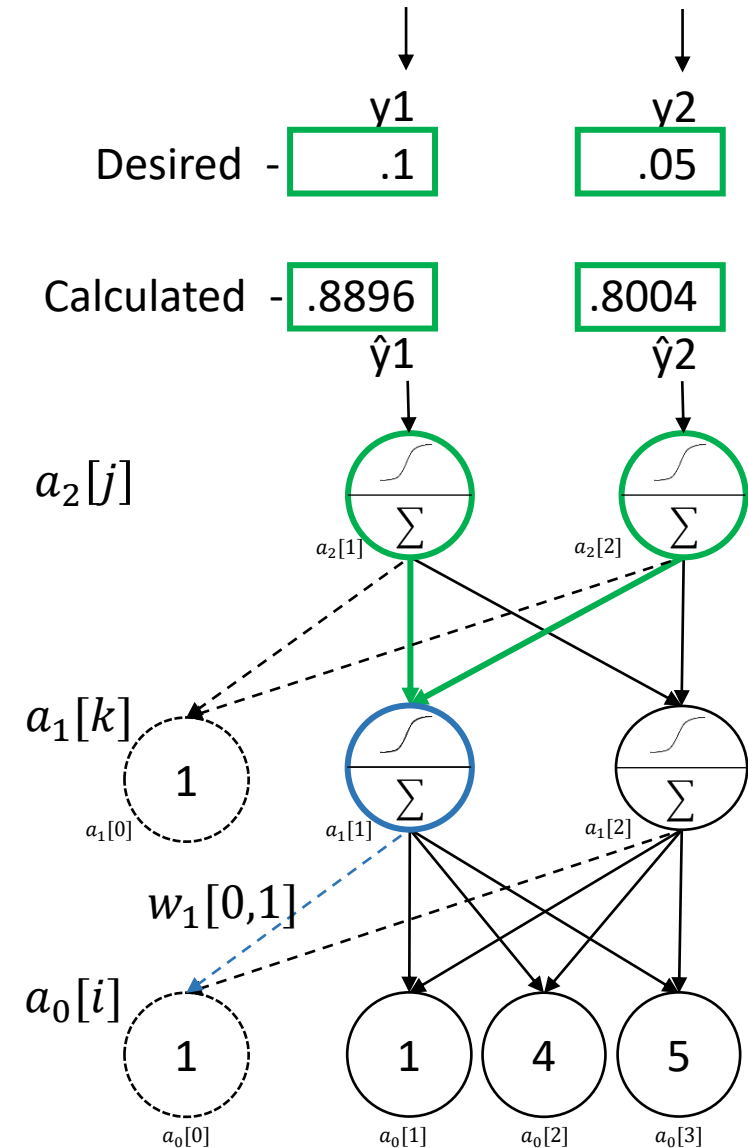 y1 y2
Desired - .1 .05
Calculated - .8896 .8004
ŷ1 ŷ2
a₂[j]
∑ ∑
a₂[1] a₂[2]
a₁[k]
1
∑ ∑
a₁[0] a₁[1] a₁[2]
w₁[0,1]
a₀[i]
1 1 4 5
a₀[0] a₀[1] a₀[2] a₀[3]